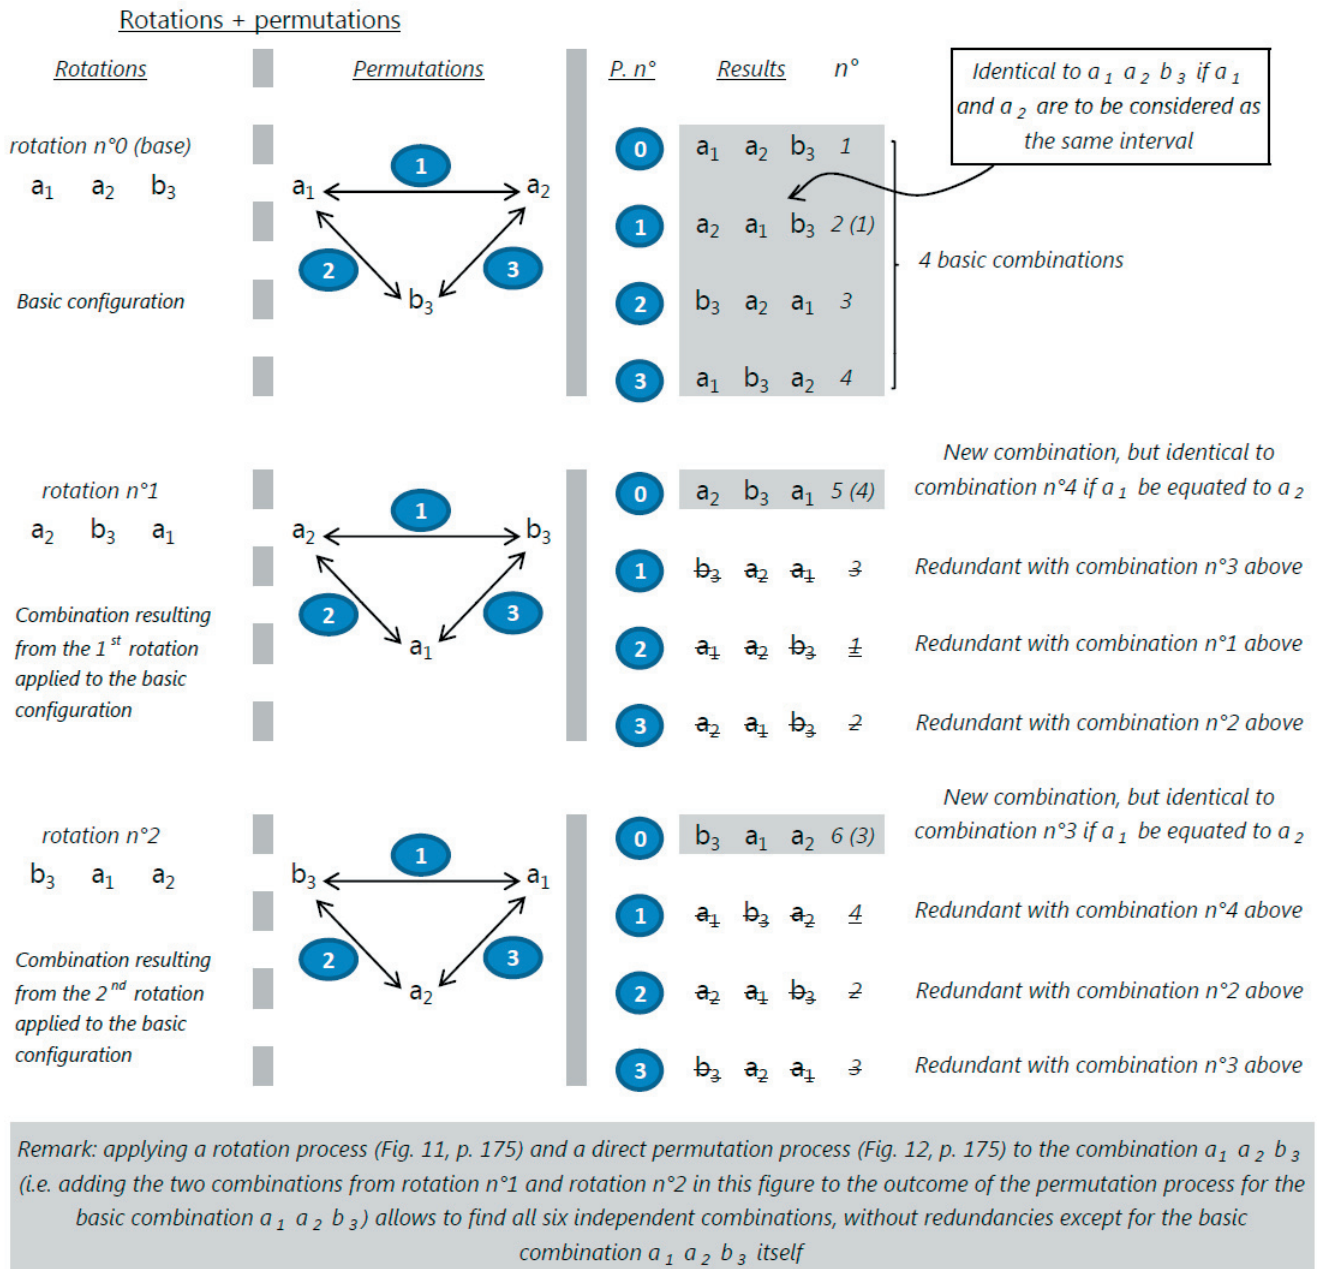 Rotations + permutations
Rotations Permutations P. n° Results n°
Identical to a1 a2 b3 if a1
and a2 are to be considered as
the same interval
rotation n°0 (base)
a1 a2 b3
Basic configuration
1
a1 a2
2 3
b3
0 a1 a2 b3 1
1 a2 a1 b3 2 (1)
2 b3 a2 a1 3
3 a1 b3 a2 4
4 basic combinations
rotation n°1
a2 b3 a1
Combination resulting
from the 1st rotation
applied to the basic
configuration
1
a2 b3
2 3
a1
0 a2 b3 a1 5 (4)
New combination, but identical to
combination n°4 if a1 be equated to a2
1 b3 a2 a1 3 Redundant with combination n°3 above
2 a1 a2 b3 1 Redundant with combination n°1 above
3 a2 a1 b3 2 Redundant with combination n°2 above
rotation n°2
b3 a1 a2
Combination resulting
from the 2nd rotation
applied to the basic
configuration
1
b3 a1
2 3
a2
0 b3 a1 a2 6 (3)
New combination, but identical to
combination n°3 if a1 be equated to a2
1 a1 b3 a2 4 Redundant with combination n°4 above
2 a2 a1 b3 2 Redundant with combination n°2 above
3 b3 a2 a1 3 Redundant with combination n°3 above
Remark: applying a rotation process (Fig. 11, p. 175) and a direct permutation process (Fig. 12, p. 175) to the combination a1 a2 b3
(i.e. adding the two combinations from rotation n°1 and rotation n°2 in this figure to the outcome of the permutation process for the
basic combination a1 a2 b3) allows to find all six independent combinations, without redundancies except for the basic
combination a1 a2 b3 itself